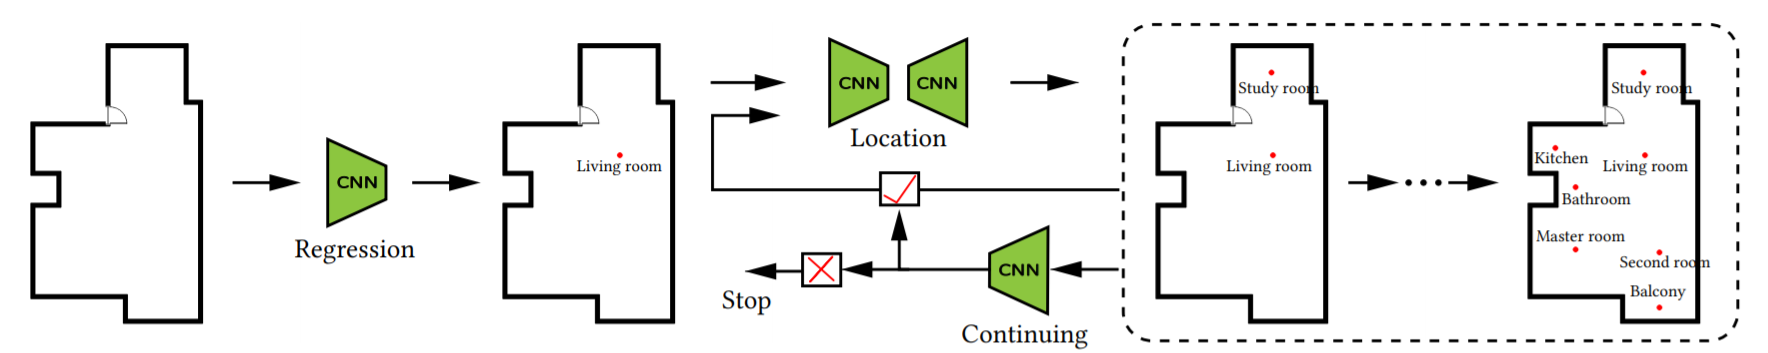 CNN
Regression
Living room
CNN
CNN
Location
CNN
Continuing
Stop
Study room
Living room
Study room
Kitchen
Living room
Bathroom
Master room
Second room
Balcony